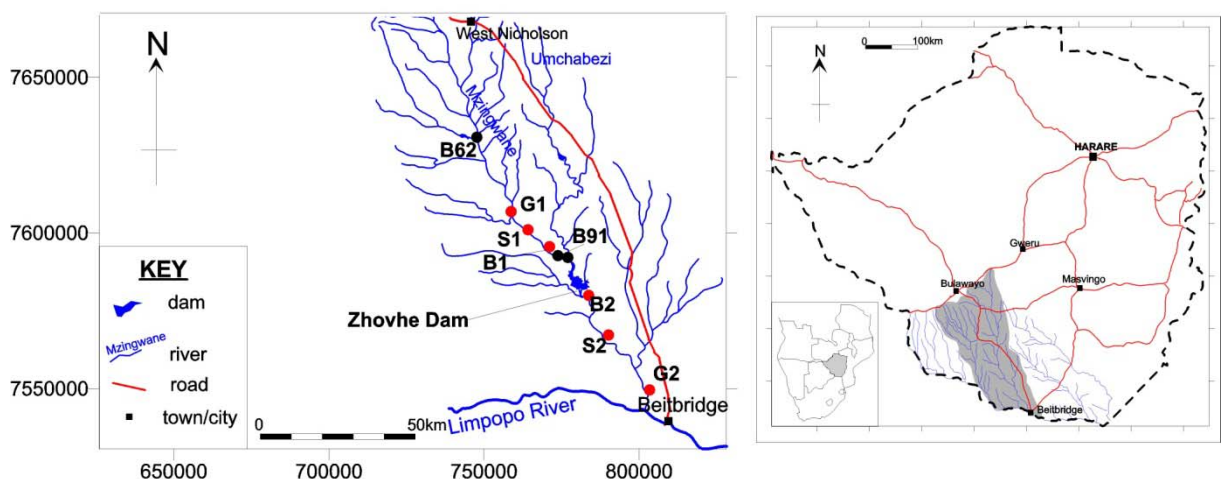 N
West Nicholson
Umchabezi
Mzingwane
B62
G1
S1
B91
B1
B2
Zhovhe Dam
S2
G2
Beitbridge
Limpopo River
0
50km
7650000
7600000
7550000
650000
700000
750000
800000
KEY
dam
Mzingwane
river
road
town/city
0
100km
N
HARARE
Gweru
Bulawayo
Masvingo
Beitbridge